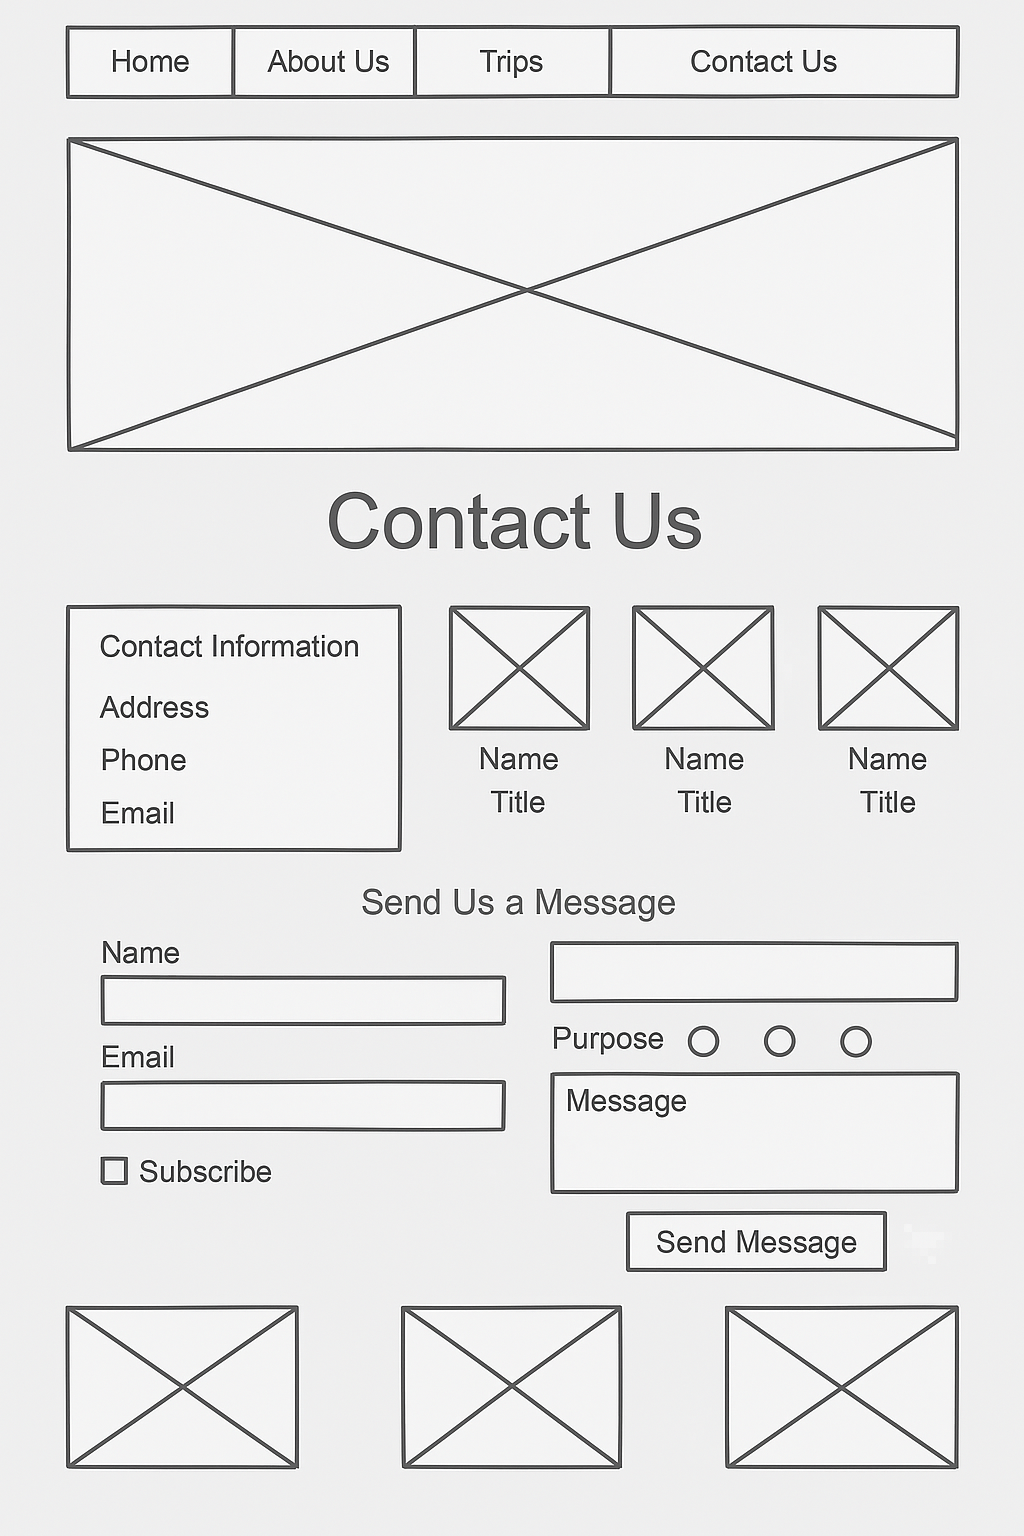 Home
About Us
Trips
Contact Us
Contact Us
Contact Information
Address
Phone
Email
Name
Title
Name
Title
Name
Title
Send Us a Message
Name
Email
Subscribe
Purpose
Message
Send Message